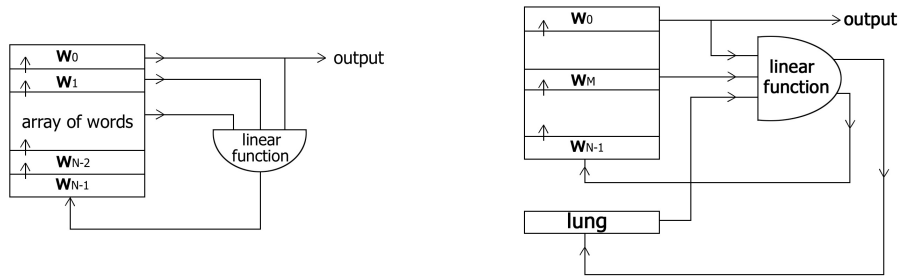 W0
output
W1
array of words
linear
function
WN-2
WN-1
W0
output
linear
function
WM
WN-1
lung